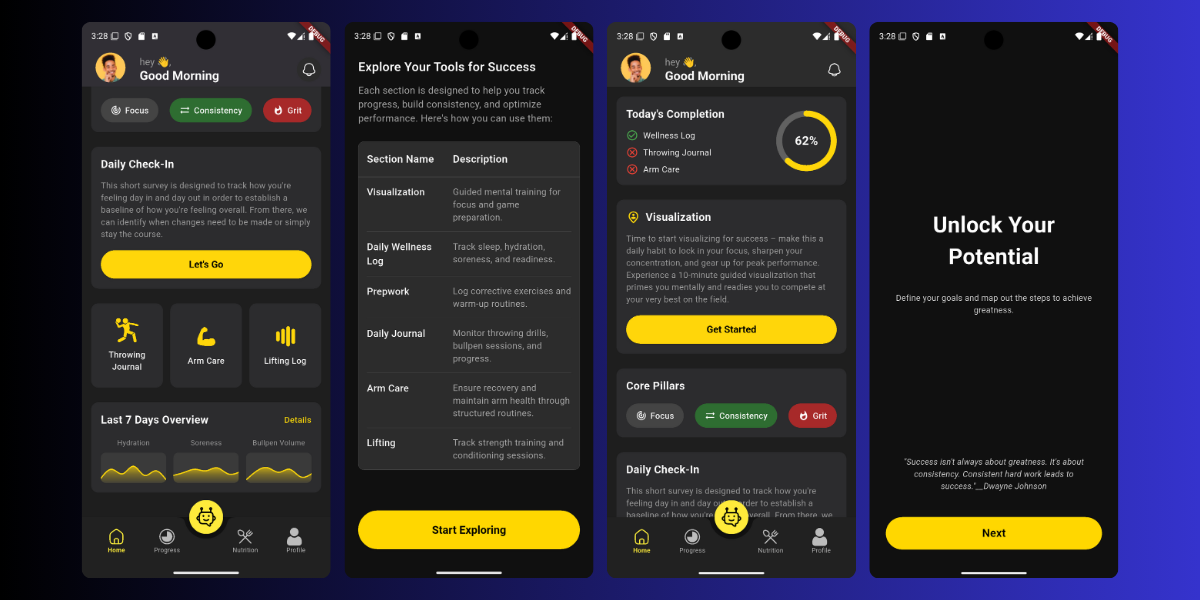 3:28
DEBUG
hey 👋,
Good Morning
Focus
Consistency
Grit
Daily Check-In
This short survey is designed to track how you're
feeling day in and day out in order to establish a
baseline of how you're feeling overall. From there, we
can identify when changes need to be made or simply
stay the course.
Let's Go
Throwing
Journal
Arm Care
Lifting Log
Last 7 Days Overview
Details
Hydration
Soreness
Bullpen Volume
Home
Progress
Nutrition
Profile
3:28
DEBUG
Explore Your Tools for Success
Each section is designed to help you track
progress, build consistency, and optimize
performance. Here's how you can use them:
Section Name
Description
Visualization
Guided mental training for
focus and game
preparation.
Daily Wellness
Log
Track sleep, hydration,
soreness, and readiness.
Prepwork
Log corrective exercises and
warm-up routines.
Daily Journal
Monitor throwing drills,
bullpen sessions, and
progress.
Arm Care
Ensure recovery and
maintain arm health through
structured routines.
Lifting
Track strength training and
conditioning sessions.
Start Exploring
3:28
DEBUG
hey 👋,
Good Morning
Today's Completion
Wellness Log
Throwing Journal
Arm Care
62%
Visualization
Time to start visualizing for success – make this a
daily habit to lock in your focus, sharpen your
concentration, and gear up for peak performance.
Experience a 10-minute guided visualization that
primes you mentally and readies you to compete at
your very best on the field.
Get Started
Core Pillars
Focus
Consistency
Grit
Daily Check-In
This short survey is designed to track how you're
feeling day in and day out in order to establish a
baseline of how you're feeling overall. From there, we
Home
Progress
Nutrition
Profile
3:28
DEBUG
Unlock Your
Potential
Define your goals and map out the steps to achieve
greatness.
"Success isn't always about greatness. It's about
consistency. Consistent hard work leads to
success."__Dwayne Johnson
Next